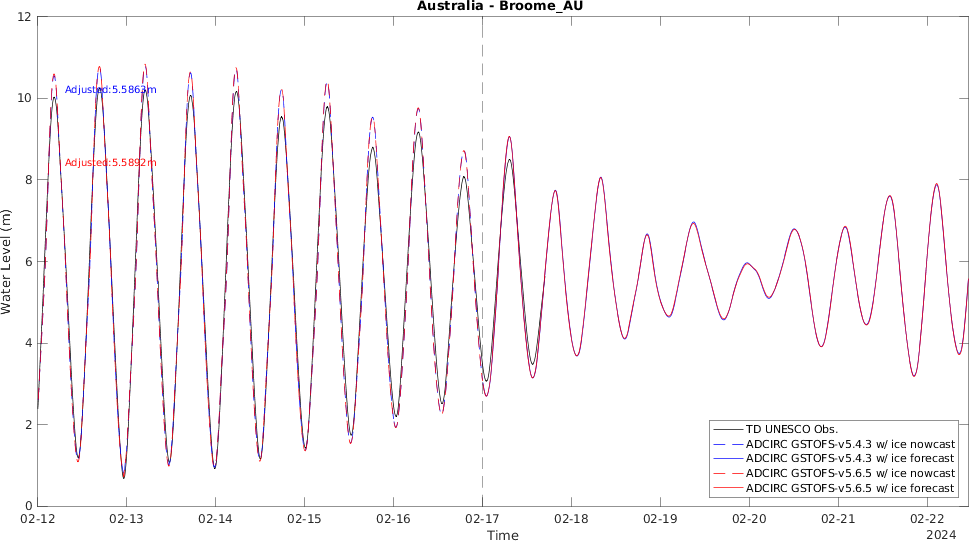 Australia - Broome_AU
12
10
8
6
4
2
0
Water Level (m)
Adjusted:5.5863m
Adjusted:5.5892m
TD UNESCO Obs.
ADCIRC GSTOFS-v5.4.3 w/ ice nowcast
ADCIRC GSTOFS-v5.4.3 w/ ice forecast
ADCIRC GSTOFS-v5.6.5 w/ ice nowcast
ADCIRC GSTOFS-v5.6.5 w/ ice forecast
02-12 02-13 02-14 02-15 02-16 02-17 02-18 02-19 02-20 02-21 02-22
Time 2024